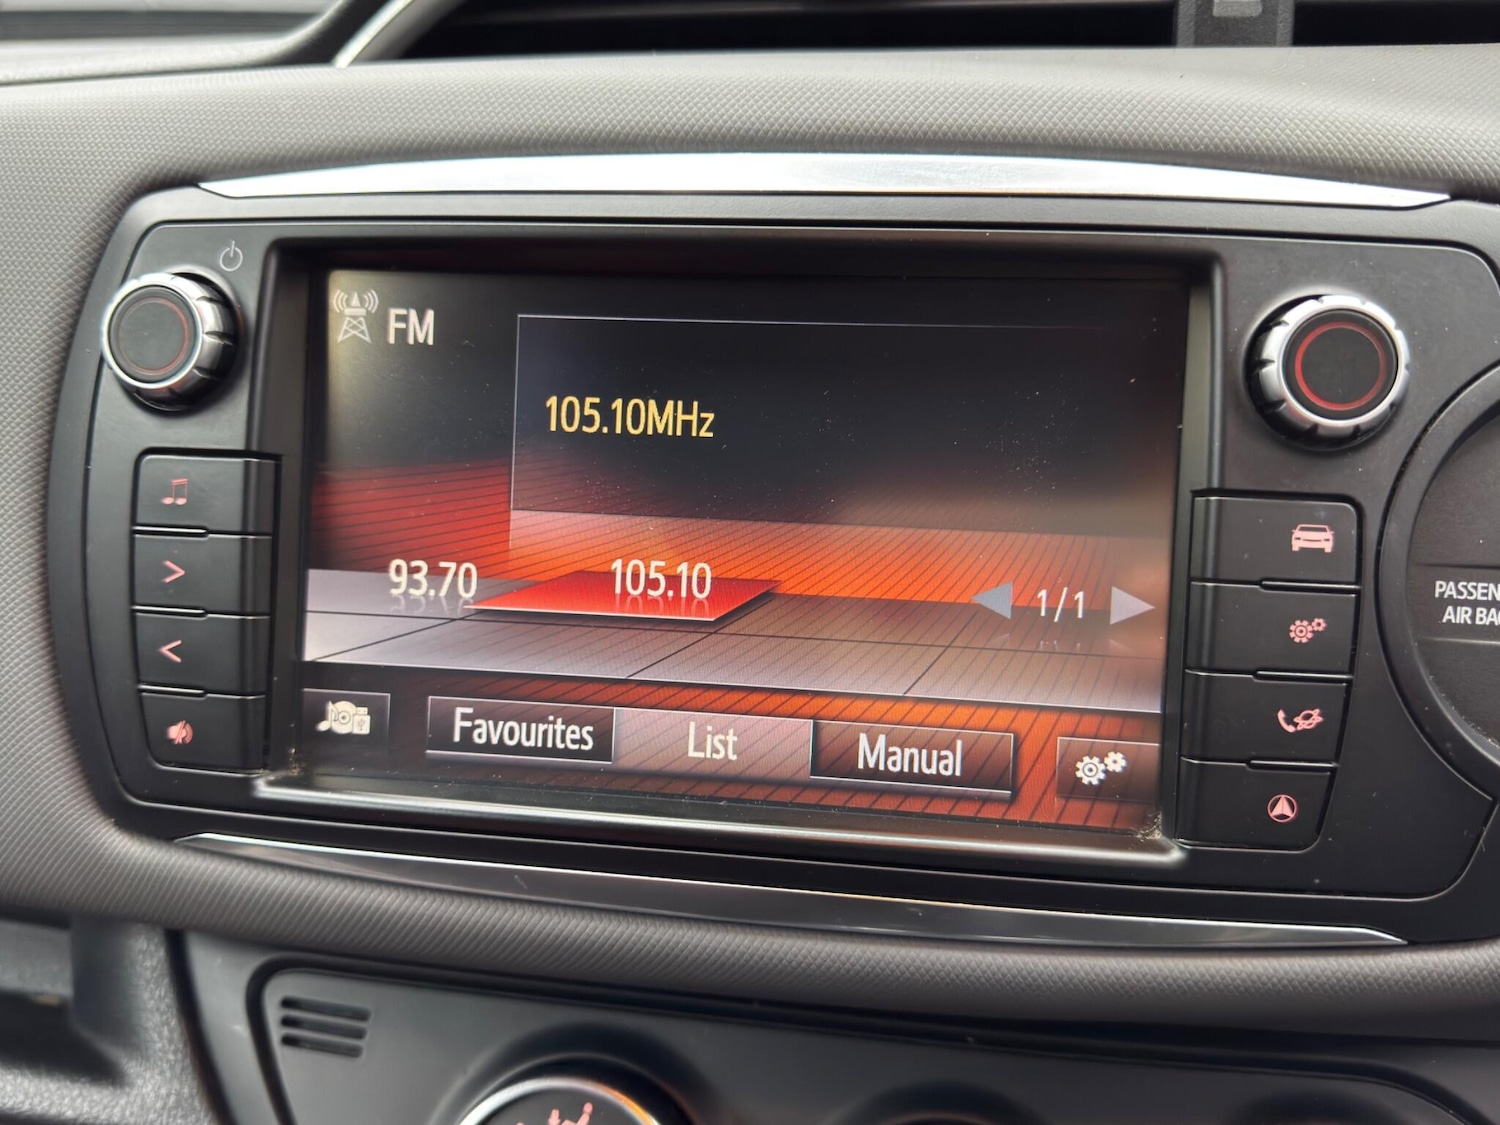 FM
105.10MHz
93.70 105.10 1/1
Favourites List Manual
PASSEN
AIR BA